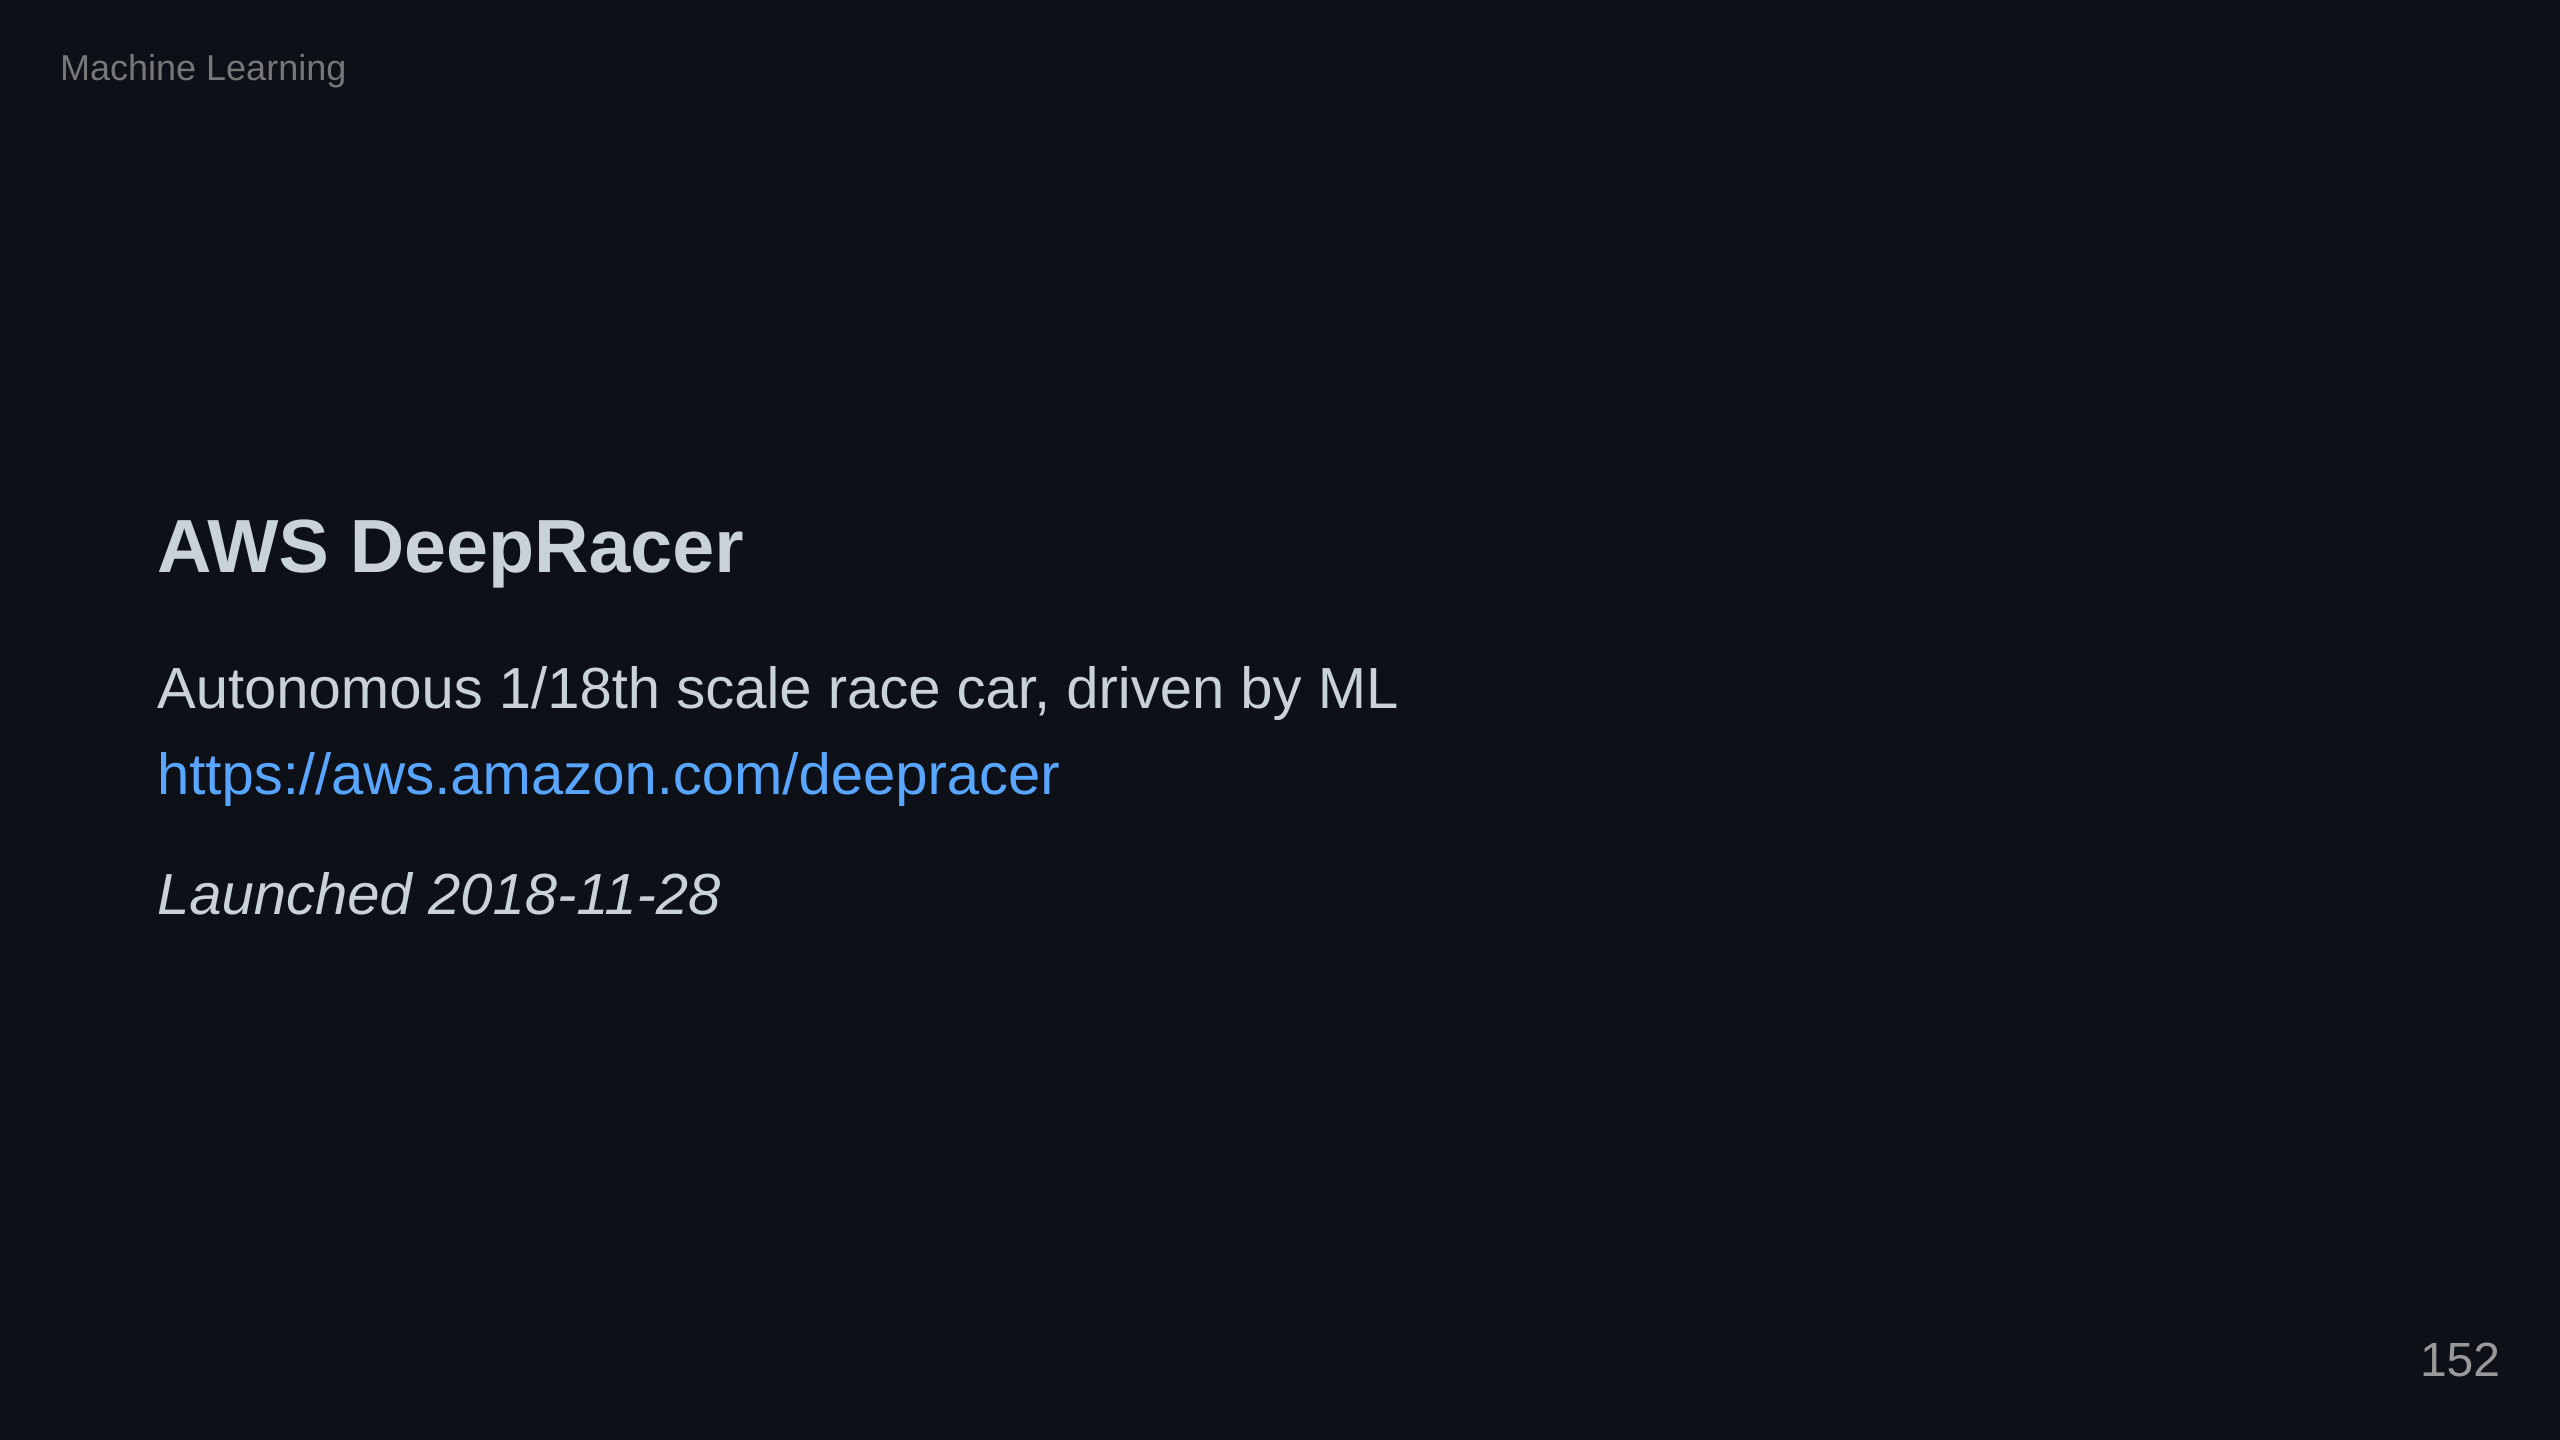 Machine Learning
AWS DeepRacer
Autonomous 1/18th scale race car, driven by ML
https://aws.amazon.com/deepracer
Launched 2018-11-28
152